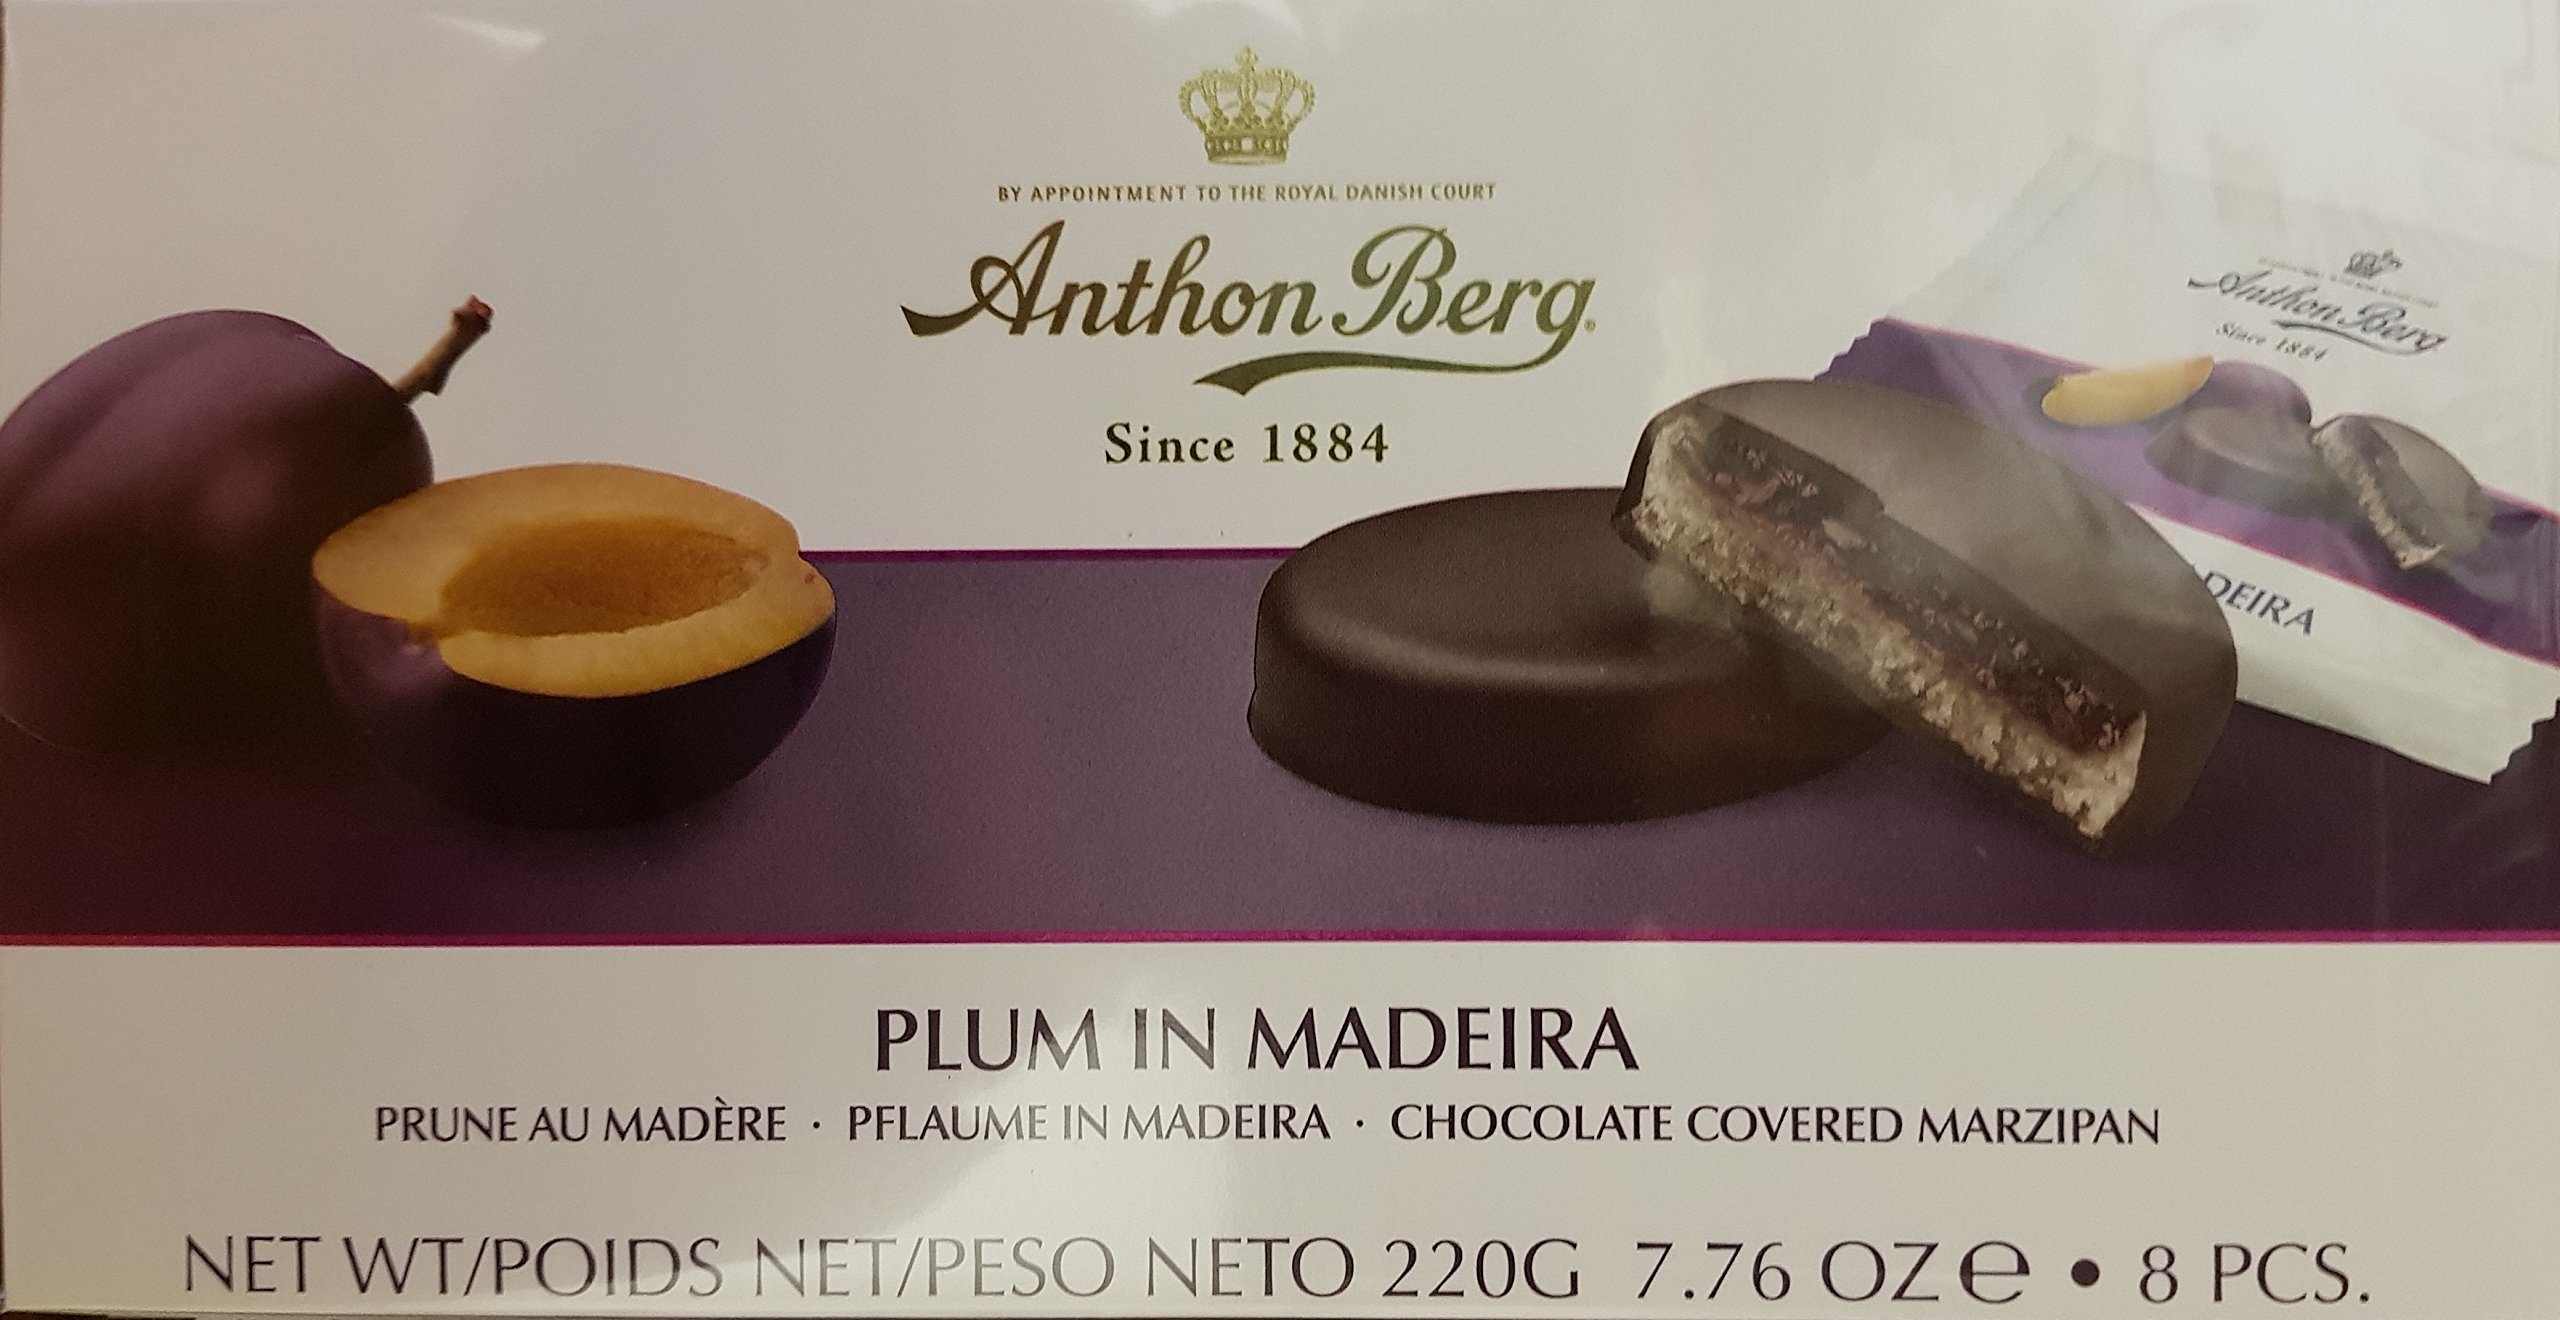 BY APPOINTMENT TO THE ROYAL DANISH COURT
Anthon Berg
Since 1884
Anthon Berg
Since 1884
DEIRA
PLUM IN MADEIRA
PRUNE AU MADÈRE · PFLAUME IN MADEIRA · CHOCOLATE COVERED MARZIPAN
NET WT/POIDS NET/PESO NETO 220G 7.76 OZ ℮ • 8 PCS.